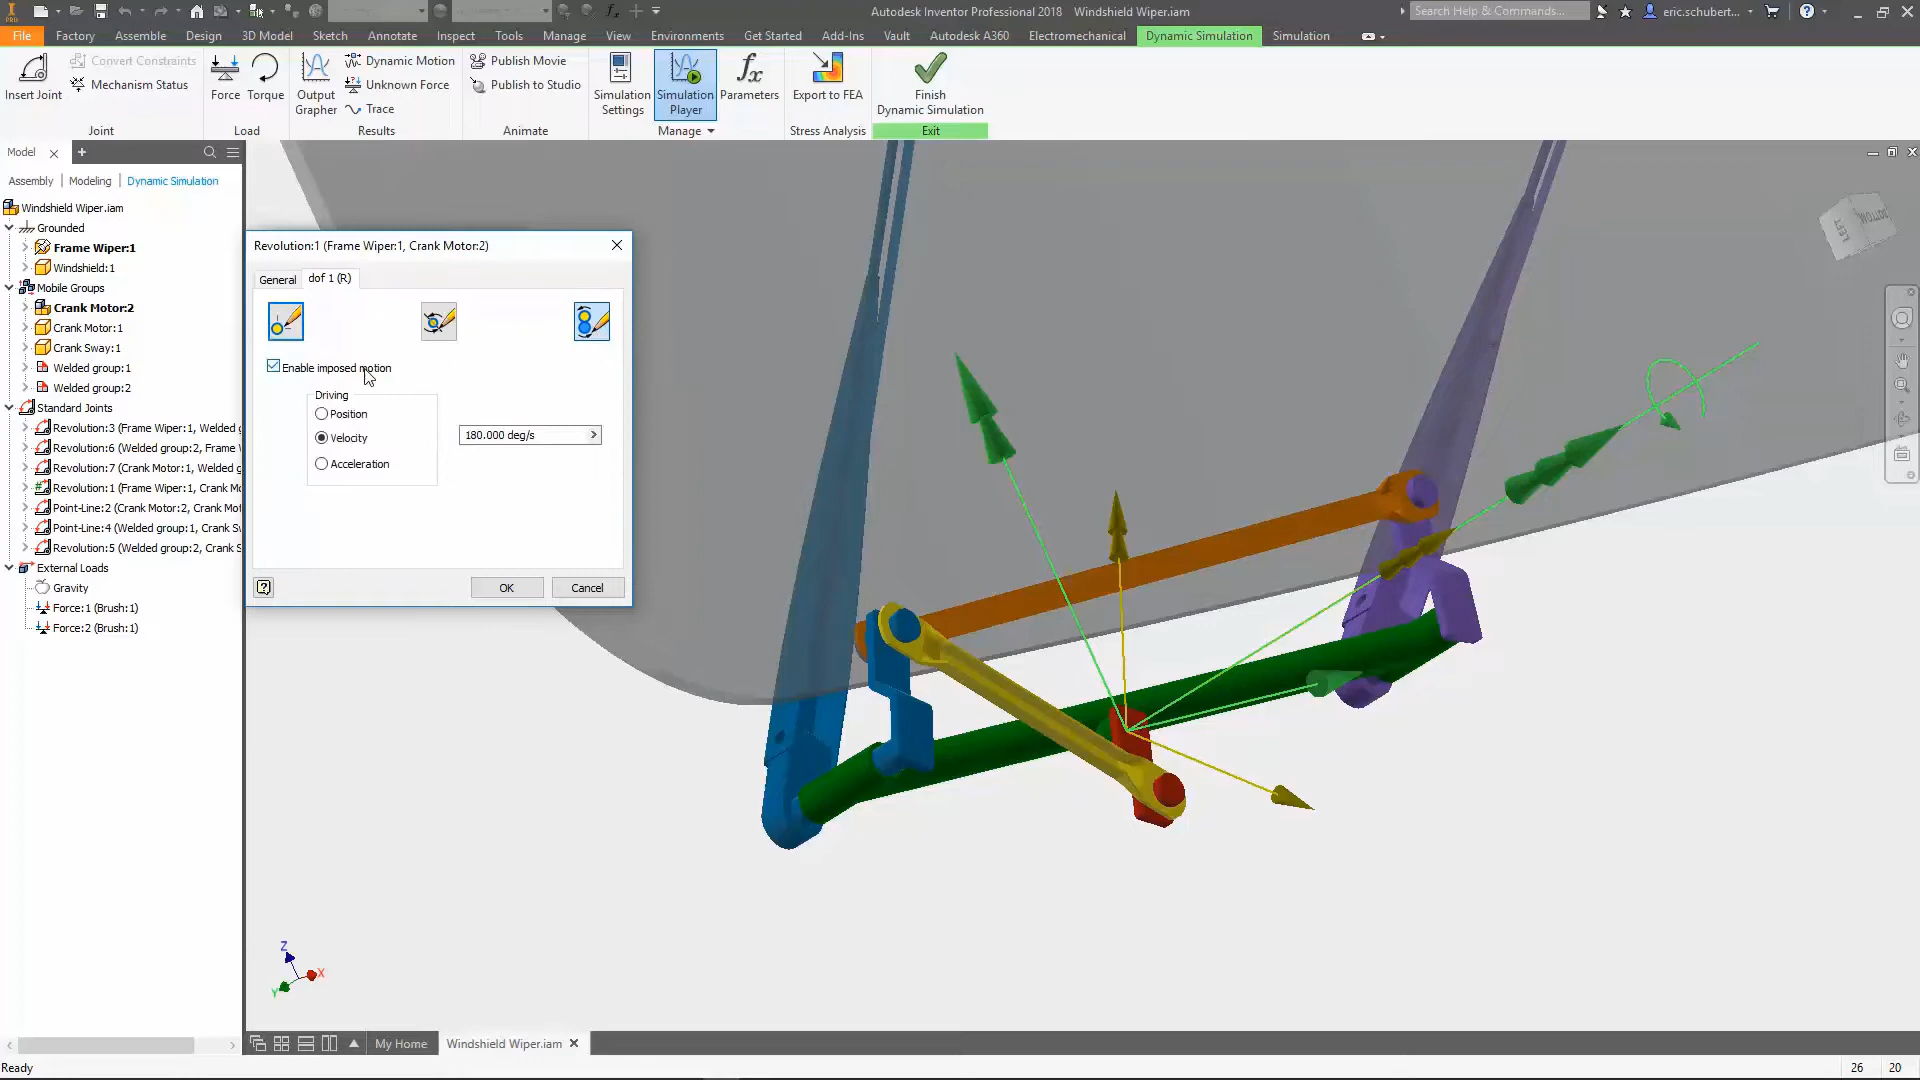 PRO
Autodesk Inventor Professional 2018 Windshield Wiper.iam
Search Help & Commands...
eric.schubert...
File Factory Assemble Design 3D Model Sketch Annotate Inspect Tools Manage View Environments Get Started Add-Ins Vault Autodesk A360 Electromechanical Dynamic Simulation Simulation
Insert Joint
Convert Constraints
Mechanism Status
Joint
Force
Torque
Load
Output
Grapher
Dynamic Motion
Unknown Force
Trace
Results
Publish Movie
Publish to Studio
Animate
Simulation
Settings
Simulation
Player
fx
Parameters
Manage
Export to FEA
Stress Analysis
Finish
Dynamic Simulation
Exit
Model
Assembly | Modeling | Dynamic Simulation
Windshield Wiper.iam
Grounded
Frame Wiper:1
Windshield:1
Mobile Groups
Crank Motor:2
Crank Motor:1
Crank Sway:1
Welded group:1
Welded group:2
Standard Joints
Revolution:3 (Frame Wiper:1, Welded g
Revolution:6 (Welded group:2, Frame
Revolution:7 (Crank Motor:1, Welded g
Revolution:1 (Frame Wiper:1, Crank Mo
Point-Line:2 (Crank Motor:2, Crank Mot
Point-Line:4 (Welded group:1, Crank Sw
Revolution:5 (Welded group:2, Crank S
External Loads
Gravity
Force:1 (Brush:1)
Force:2 (Brush:1)
Revolution:1 (Frame Wiper:1, Crank Motor:2)
General dof 1 (R)
Enable imposed motion
Driving
Position
Velocity
180.000 deg/s
Acceleration
OK Cancel
LEFT
BOTTOM
Z
X
Y
My Home Windshield Wiper.iam
Ready
26 20